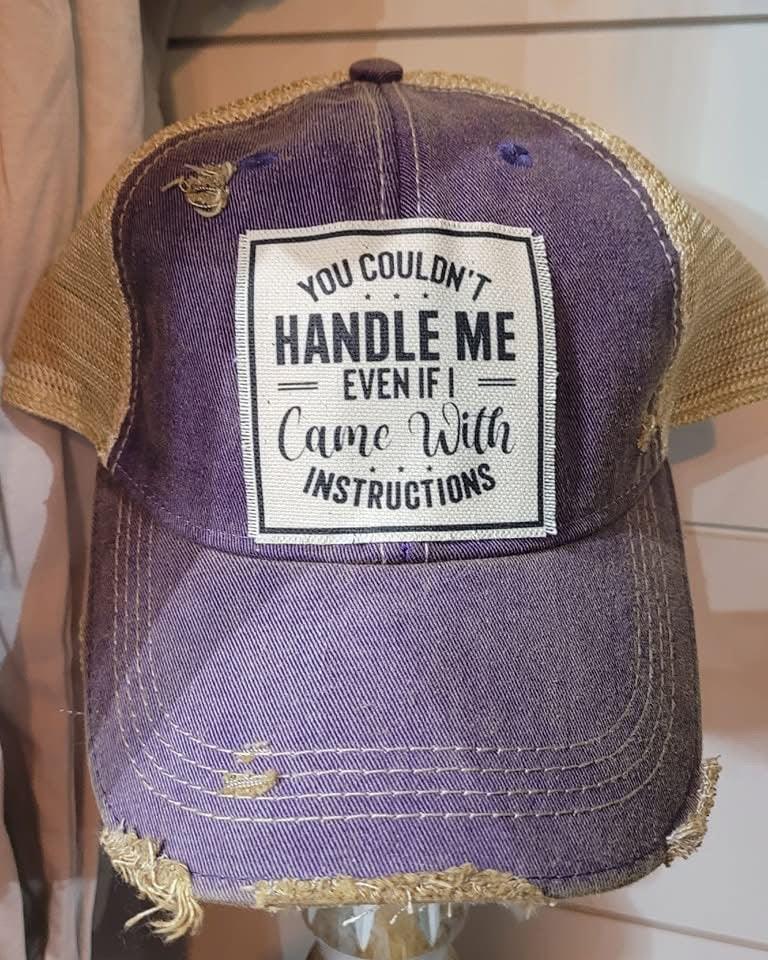 YOU COULDN'T
HANDLE ME
EVEN IF I
Came With
INSTRUCTIONS